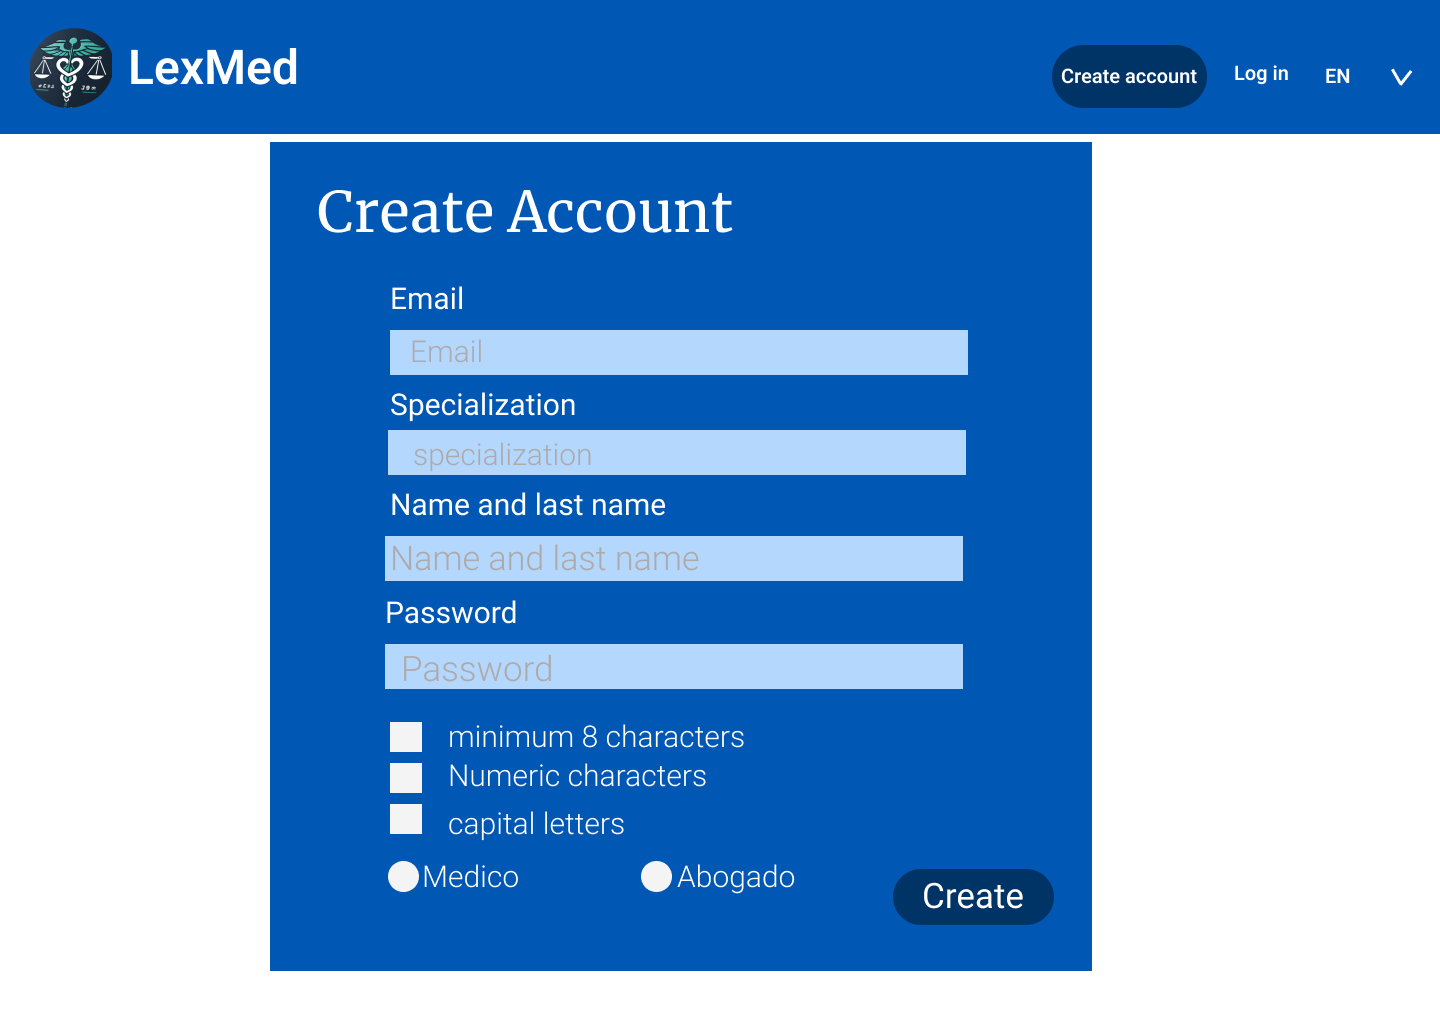 LexMed
Create account
Log in
EN
Create Account
Email
Email
Specialization
specialization
Name and last name
Name and last name
Password
Password
minimum 8 characters
Numeric characters
capital letters
Medico
Abogado
Create